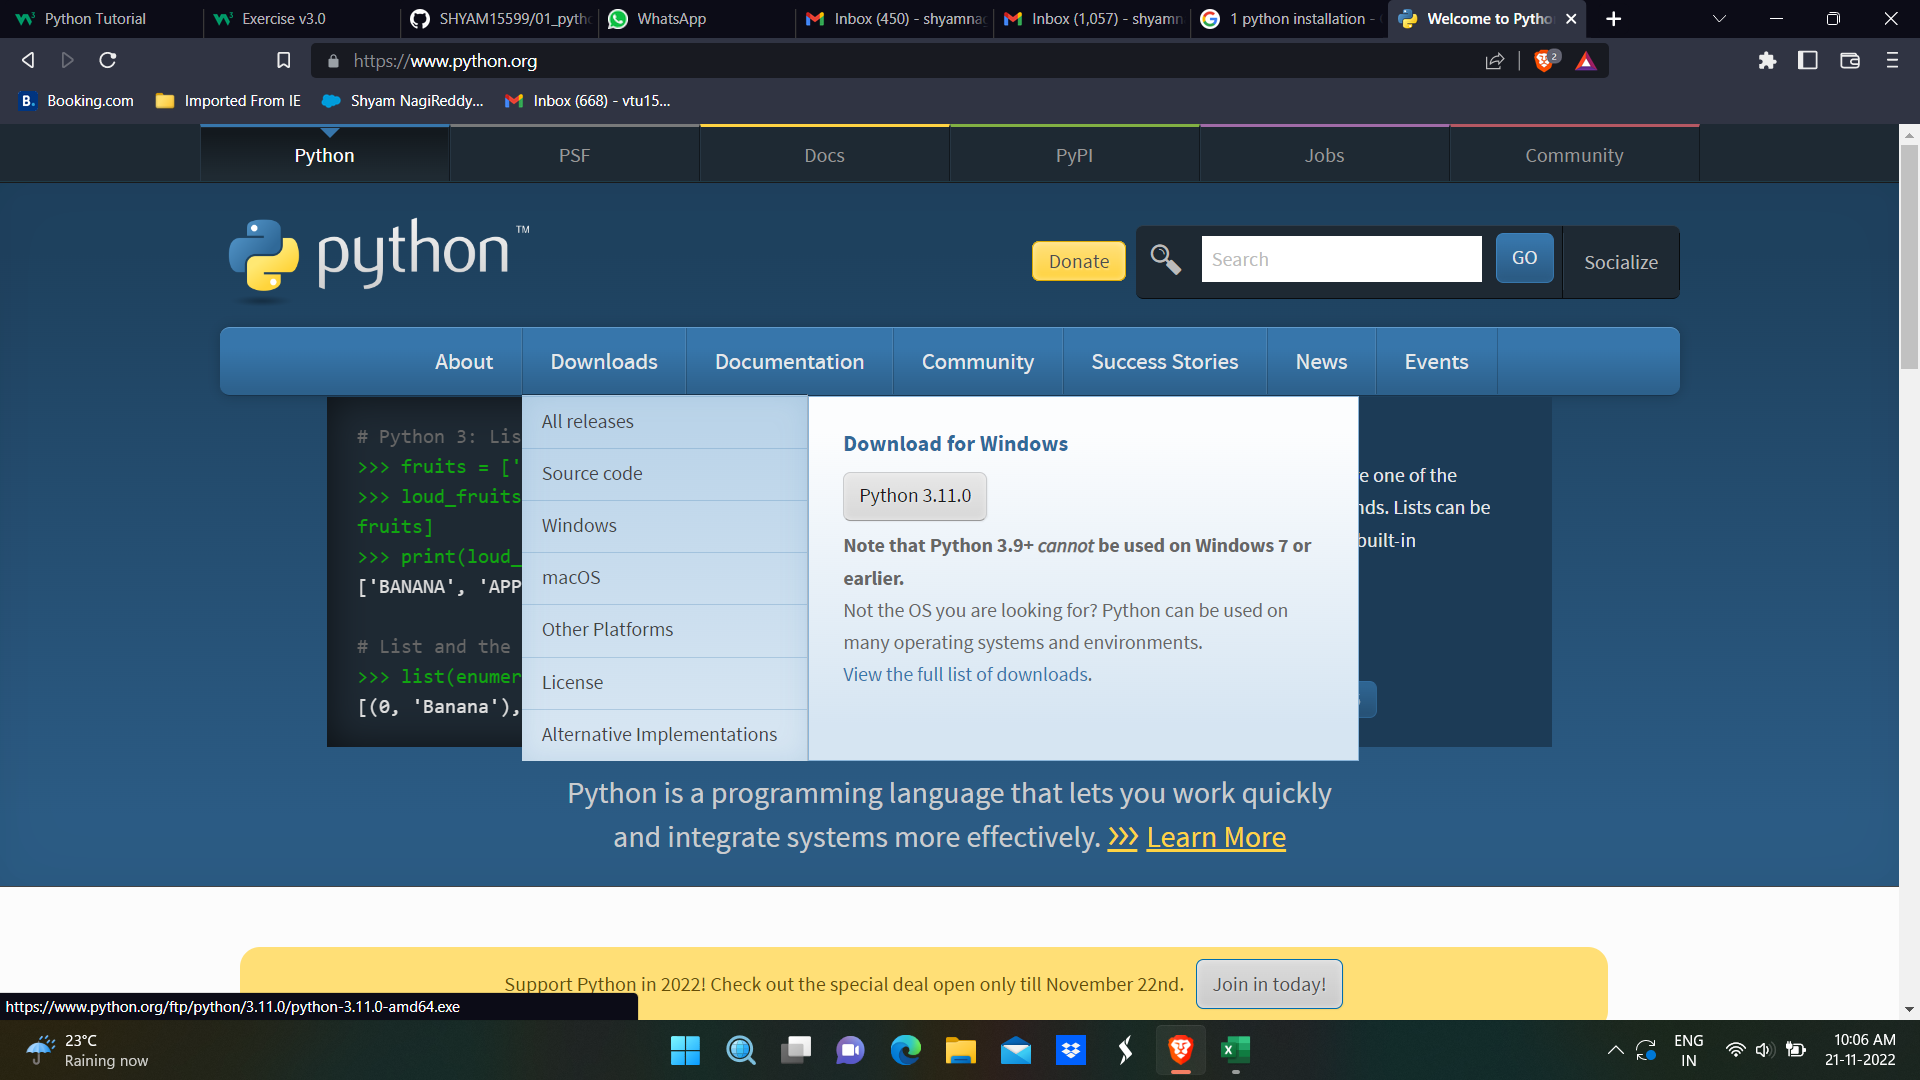 Python Tutorial
Exercise v3.0
SHYAM15599/01_pytho
WhatsApp
Inbox (450) - shyamnag
Inbox (1,057) - shyamn
1 python installation -
Welcome to Pytho
https://www.python.org
2
B. Booking.com
Imported From IE
Shyam NagiReddy...
Inbox (668) - vtu15...
Python
PSF
Docs
PyPI
Jobs
Community
python™
Donate
Search
GO
Socialize
About
Downloads
Documentation
Community
Success Stories
News
Events
# Python 3: Lis
>>> fruits = ['
>>> loud_fruits
fruits]
>>> print(loud_
['BANANA', 'APP
# List and the
>>> list(enumer
[(0, 'Banana'),
All releases
Source code
Windows
macOS
Other Platforms
License
Alternative Implementations
Download for Windows
Python 3.11.0
Note that Python 3.9+ cannot be used on Windows 7 or
earlier.
Not the OS you are looking for? Python can be used on
many operating systems and environments.
View the full list of downloads.
e one of the
nds. Lists can be
built-in
Python is a programming language that lets you work quickly
and integrate systems more effectively. >>> Learn More
Support Python in 2022! Check out the special deal open only till November 22nd.
Join in today!
https://www.python.org/ftp/python/3.11.0/python-3.11.0-amd64.exe
23°C
Raining now
ENG
IN
10:06 AM
21-11-2022